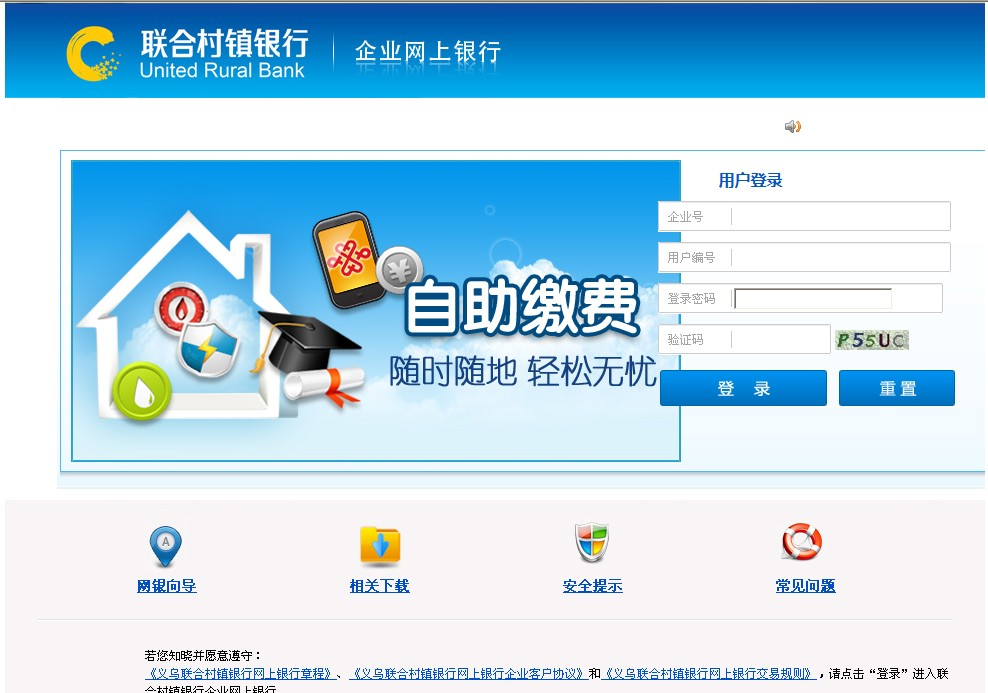 联合村镇银行
United Rural Bank
企业网上银行
用户登录
企业号
用户编号
登录密码
验证码
P55UC
登 录
重 置
自助缴费
随时随地 轻松无忧
A
网银向导
相关下载
安全提示
常见问题
若您知晓并愿意遵守：
《义乌联合村镇银行网上银行章程》、《义乌联合村镇银行网上银行企业客户协议》和《义乌联合村镇银行网上银行交易规则》，请点击“登录”进入联
合村镇银行企业网上银行